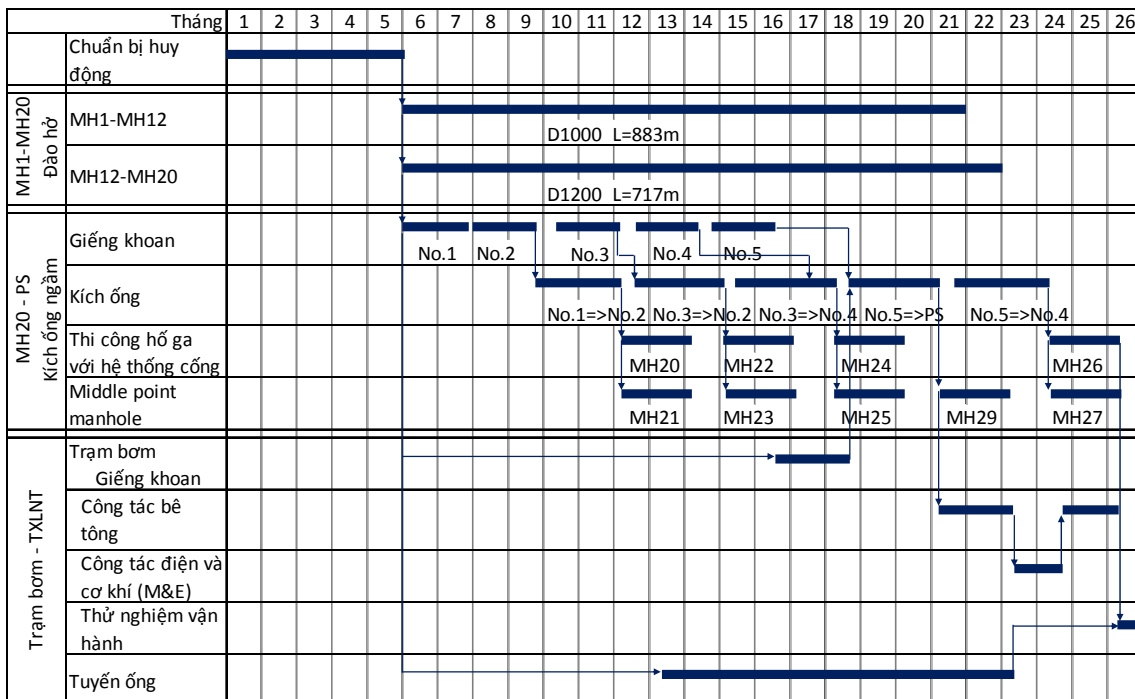 Tháng 1 2 3 4 5 6 7 8 9 10 11 12 13 14 15 16 17 18 19 20 21 22 23 24 25 26
Chuẩn bị huy
động
MH1-MH20
Đào hở
MH1-MH12
D1000 L=883m
MH12-MH20
D1200 L=717m
MH20 - PS
Kích ống ngầm
Giếng khoan
No.1 No.2 No.3 No.4 No.5
Kích ống
No.1=>No.2 No.3=>No.2 No.3=>No.4 No.5=>PS No.5=>No.4
Thi công hố ga
với hệ thống cống
MH20 MH22 MH24 MH26
Middle point
manhole
MH21 MH23 MH25 MH29 MH27
Trạm bơm - TXLNT
Trạm bơm
Giếng khoan
Công tác bê
tông
Công tác điện và
cơ khí (M&E)
Thử nghiệm vận
hành
Tuyến ống